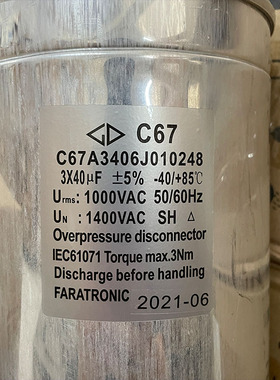 C67
C67A3406J010248
3X40μF ±5% -40/+85℃
Urms: 1000VAC 50/60Hz
UN : 1400VAC SH △
Overpressure disconnector
IEC61071 Torque max.3Nm
Discharge before handling
FARATRONIC 2021-06